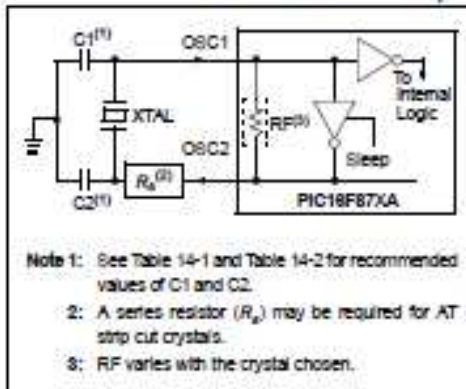 C1(1)
OSC1
To
Internal
Logic
XTAL
RF(3)
OSC2
Sleep
C2(1)
Rs(2)
PIC16F87XA
Note 1: See Table 14-1 and Table 14-2 for recommended
values of C1 and C2.
2: A series resistor (Rs) may be required for AT
strip cut crystals.
3: RF varies with the crystal chosen.